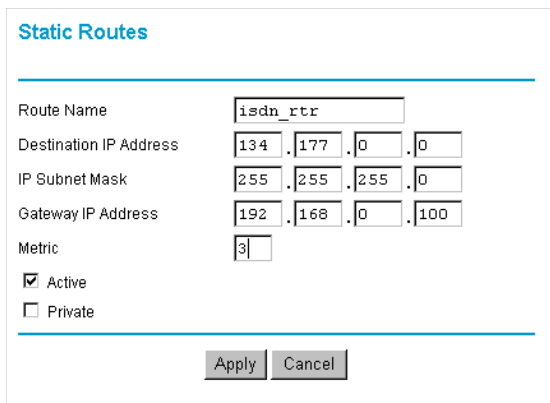 Static Routes
Route Name isdn_rtr
Destination IP Address 134 . 177 . 0 . 0
IP Subnet Mask 255 . 255 . 255 . 0
Gateway IP Address 192 . 168 . 0 . 100
Metric 3
Active
Private
Apply Cancel